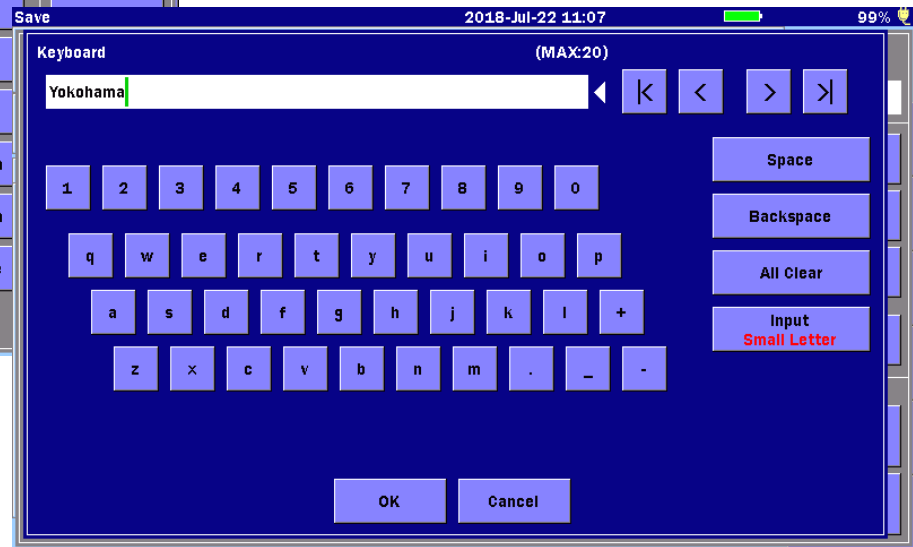 Save 2018-Jul-22 11:07 99%
Keyboard (MAX:20)
Yokohama |< < > >|
Space
1 2 3 4 5 6 7 8 9 0
Backspace
q w e r t y u i o p
All Clear
a s d f g h j k l +
Input
Small Letter
z x c v b n m . _ -
OK Cancel